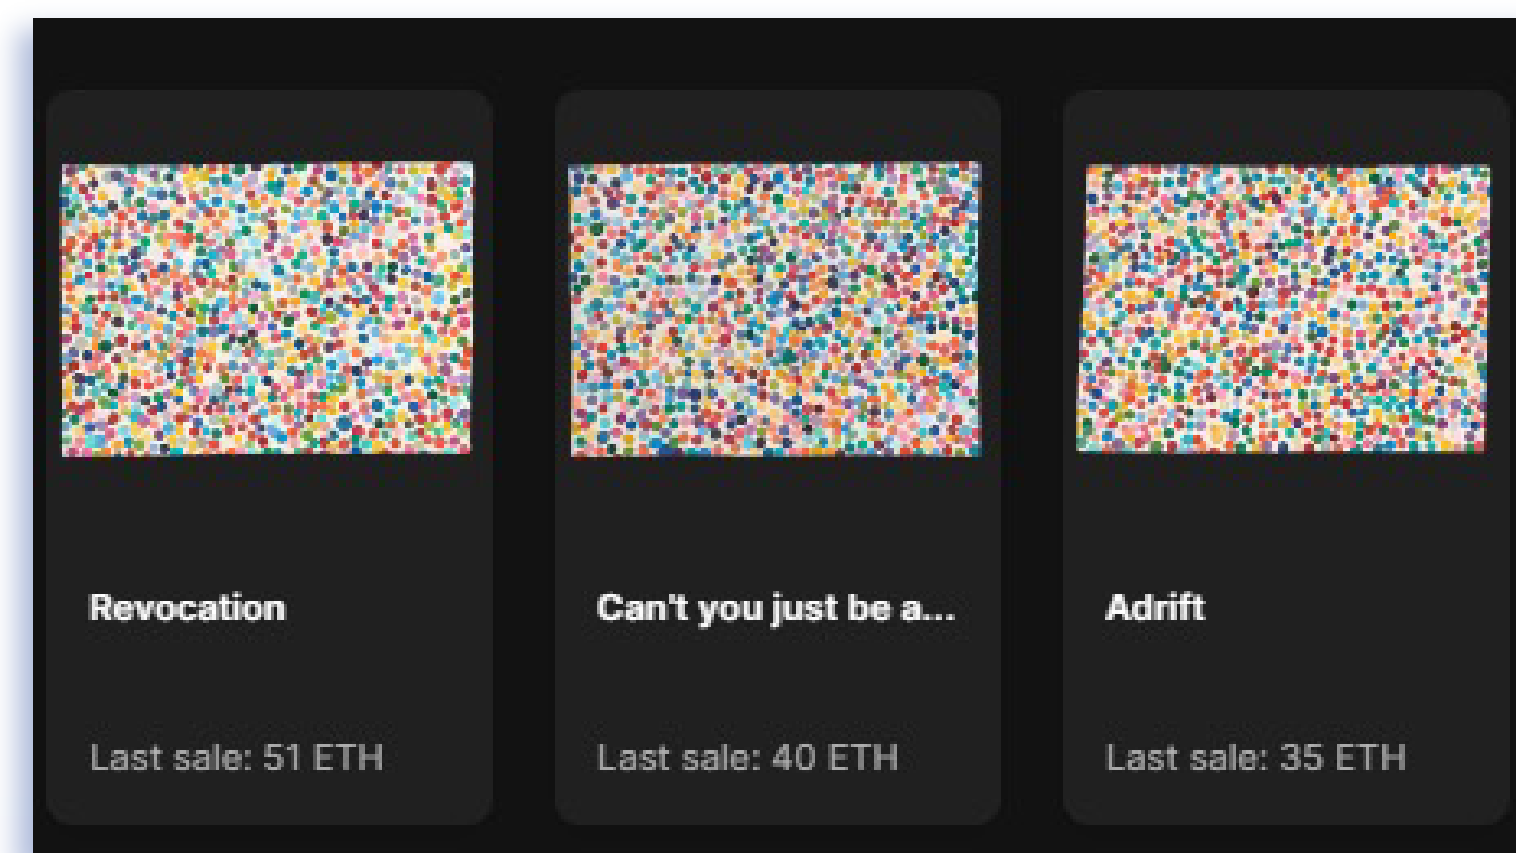 Revocation
Can't you just be a...
Adrift
Last sale: 51 ETH
Last sale: 40 ETH
Last sale: 35 ETH